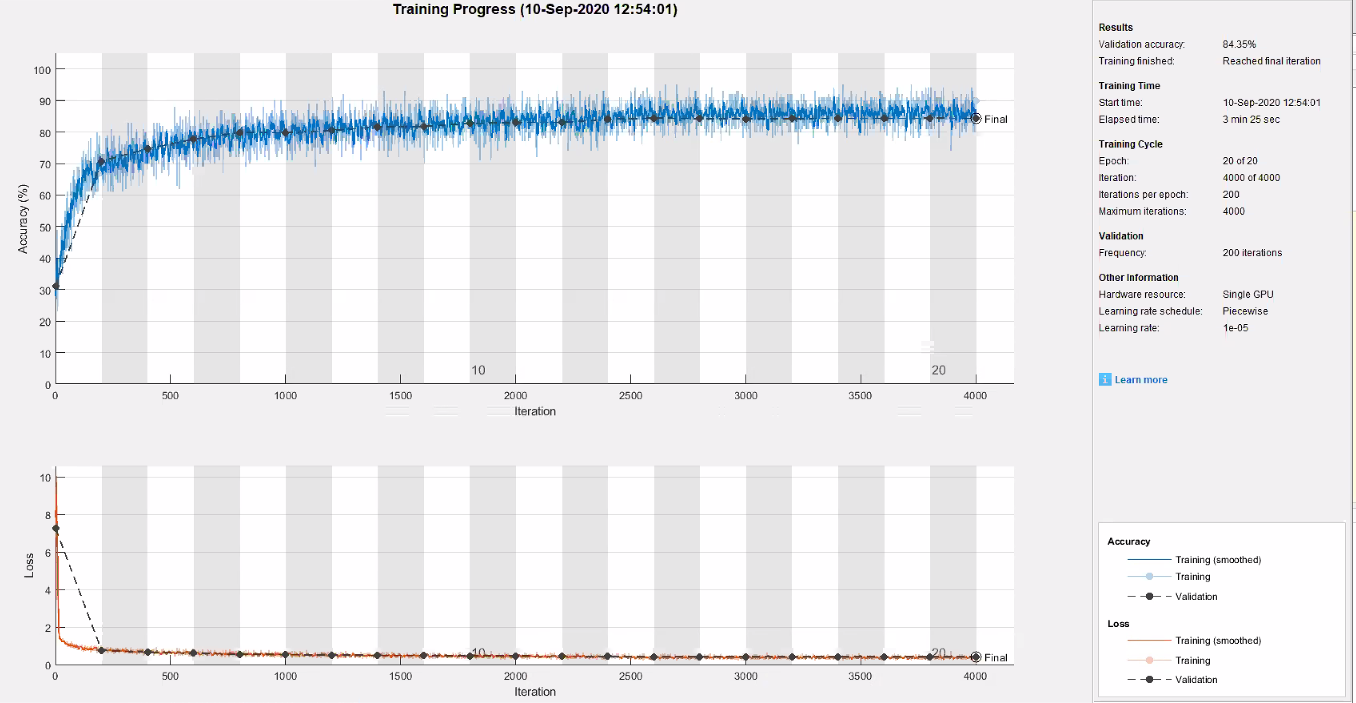 Training Progress (10-Sep-2020 12:54:01)
100
90
80
70
60
50
40
30
20
10
0
Accuracy (%)
Final
10
20
0 500 1000 1500 2000 2500 3000 3500 4000
Iteration
10
8
6
4
2
0
Loss
10
20
Final
0 500 1000 1500 2000 2500 3000 3500 4000
Iteration
Results
Validation accuracy: 84.35%
Training finished: Reached final iteration
Training Time
Start time: 10-Sep-2020 12:54:01
Elapsed time: 3 min 25 sec
Training Cycle
Epoch: 20 of 20
Iteration: 4000 of 4000
Iterations per epoch: 200
Maximum iterations: 4000
Validation
Frequency: 200 iterations
Other Information
Hardware resource: Single GPU
Learning rate schedule: Piecewise
Learning rate: 1e-05
i Learn more
Accuracy
Training (smoothed)
Training
Validation
Loss
Training (smoothed)
Training
Validation